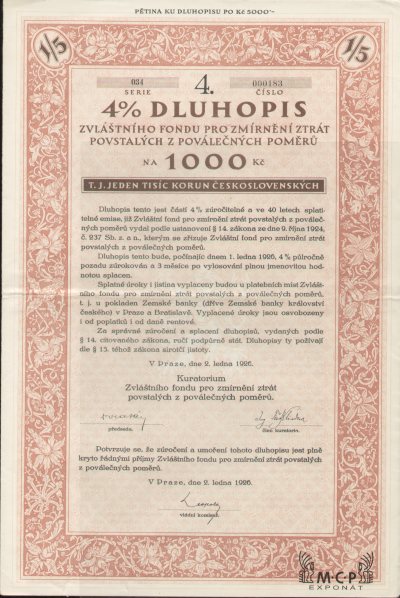 PĚTINA KU DLUHOPISU PO Kč 5000'-
1/5
1/5
034
4.
000183
SERIE
ČÍSLO
4% DLUHOPIS
ZVLÁŠTNÍHO FONDU PRO ZMÍRNĚNÍ ZTRÁT
POVSTALÝCH Z POVÁLEČNÝCH POMĚRŮ
NA 1000 Kč
T. J. JEDEN TISÍC KORUN ČESKOSLOVENSKÝCH
Dluhopis tento jest částí 4% zúročitelné a ve 40 letech splati-
telné emise, již Zvláštní fond pro zmírnění ztrát povstalých z pováleč-
ných poměrů vydal podle ustanovení § 14. zákona ze dne 9. října 1924,
č. 237 Sb. z. a n., kterým se zřizuje Zvláštní fond pro zmírnění ztrát
povstalých z poválečných poměrů.
Dluhopis tento bude, počínajíc dnem 1. ledna 1926, 4% půlročně
pozadu zúrokován a 3 měsíce po vylosování plnou jmenovitou hod-
notou splacen.
Splatné úroky i listina vyplaceny budou u platebních míst Zvlášt-
ního fondu pro zmírnění ztrát povstalých z poválečných poměrů,
t. j. u pokladen Zemské banky (dříve Zemské banky království
českého) v Praze a Bratislavě. Vyplacené úroky jsou osvobozeny
i od poplatků i od daně rentové.
Za správné zúročení a splacení dluhopisů, vydaných podle
§ 14. citovaného zákona, ručí podpůrně stát. Dluhopisy ty požívají
dle § 15. téhož zákona sirotčí jistoty.
V Praze, dne 2. ledna 1926.
Kuratorium
Zvláštního fondu pro zmírnění ztrát
povstalých z poválečných poměrů.
předseda.
člen kuratoria.
Potvrzuje se, že zúročení a umoření tohoto dluhopisu jest plně
kryto řádnými příjmy Zvláštního fondu pro zmírnění ztrát povstalých
z poválečných poměrů.
V Praze, dne 2. ledna 1926.
vládní komisař.
M·C·P
EXPONÁT